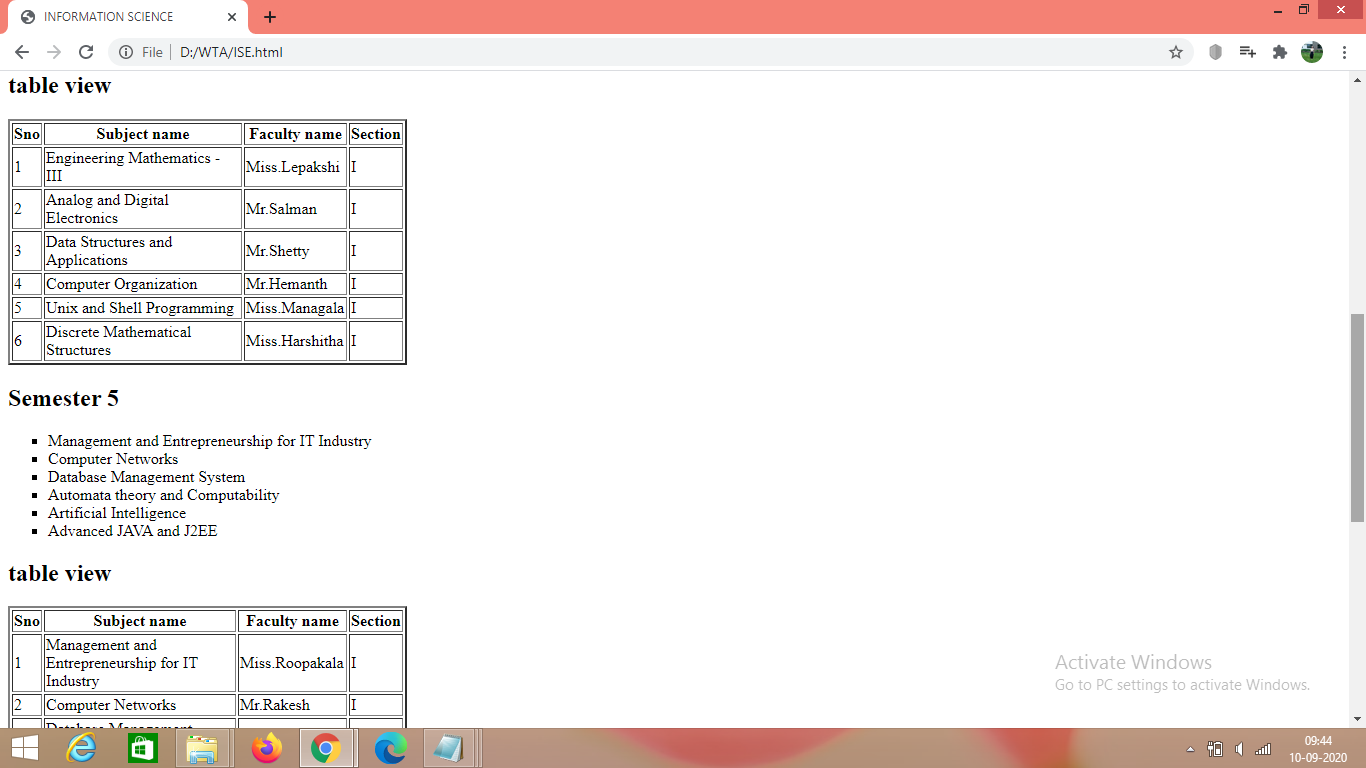 INFORMATION SCIENCE
File
D:/WTA/ISE.html
table view
Sno Subject name Faculty name Section
1 Engineering Mathematics - III Miss.Lepakshi I
2 Analog and Digital Electronics Mr.Salman I
3 Data Structures and Applications Mr.Shetty I
4 Computer Organization Mr.Hemanth I
5 Unix and Shell Programming Miss.Managala I
6 Discrete Mathematical Structures Miss.Harshitha I
Semester 5
Management and Entrepreneurship for IT Industry
Computer Networks
Database Management System
Automata theory and Computability
Artificial Intelligence
Advanced JAVA and J2EE
table view
Sno Subject name Faculty name Section
1 Management and Entrepreneurship for IT Industry Miss.Roopakala I
2 Computer Networks Mr.Rakesh I
Database Management
Activate Windows
Go to PC settings to activate Windows.
09:44
10-09-2020